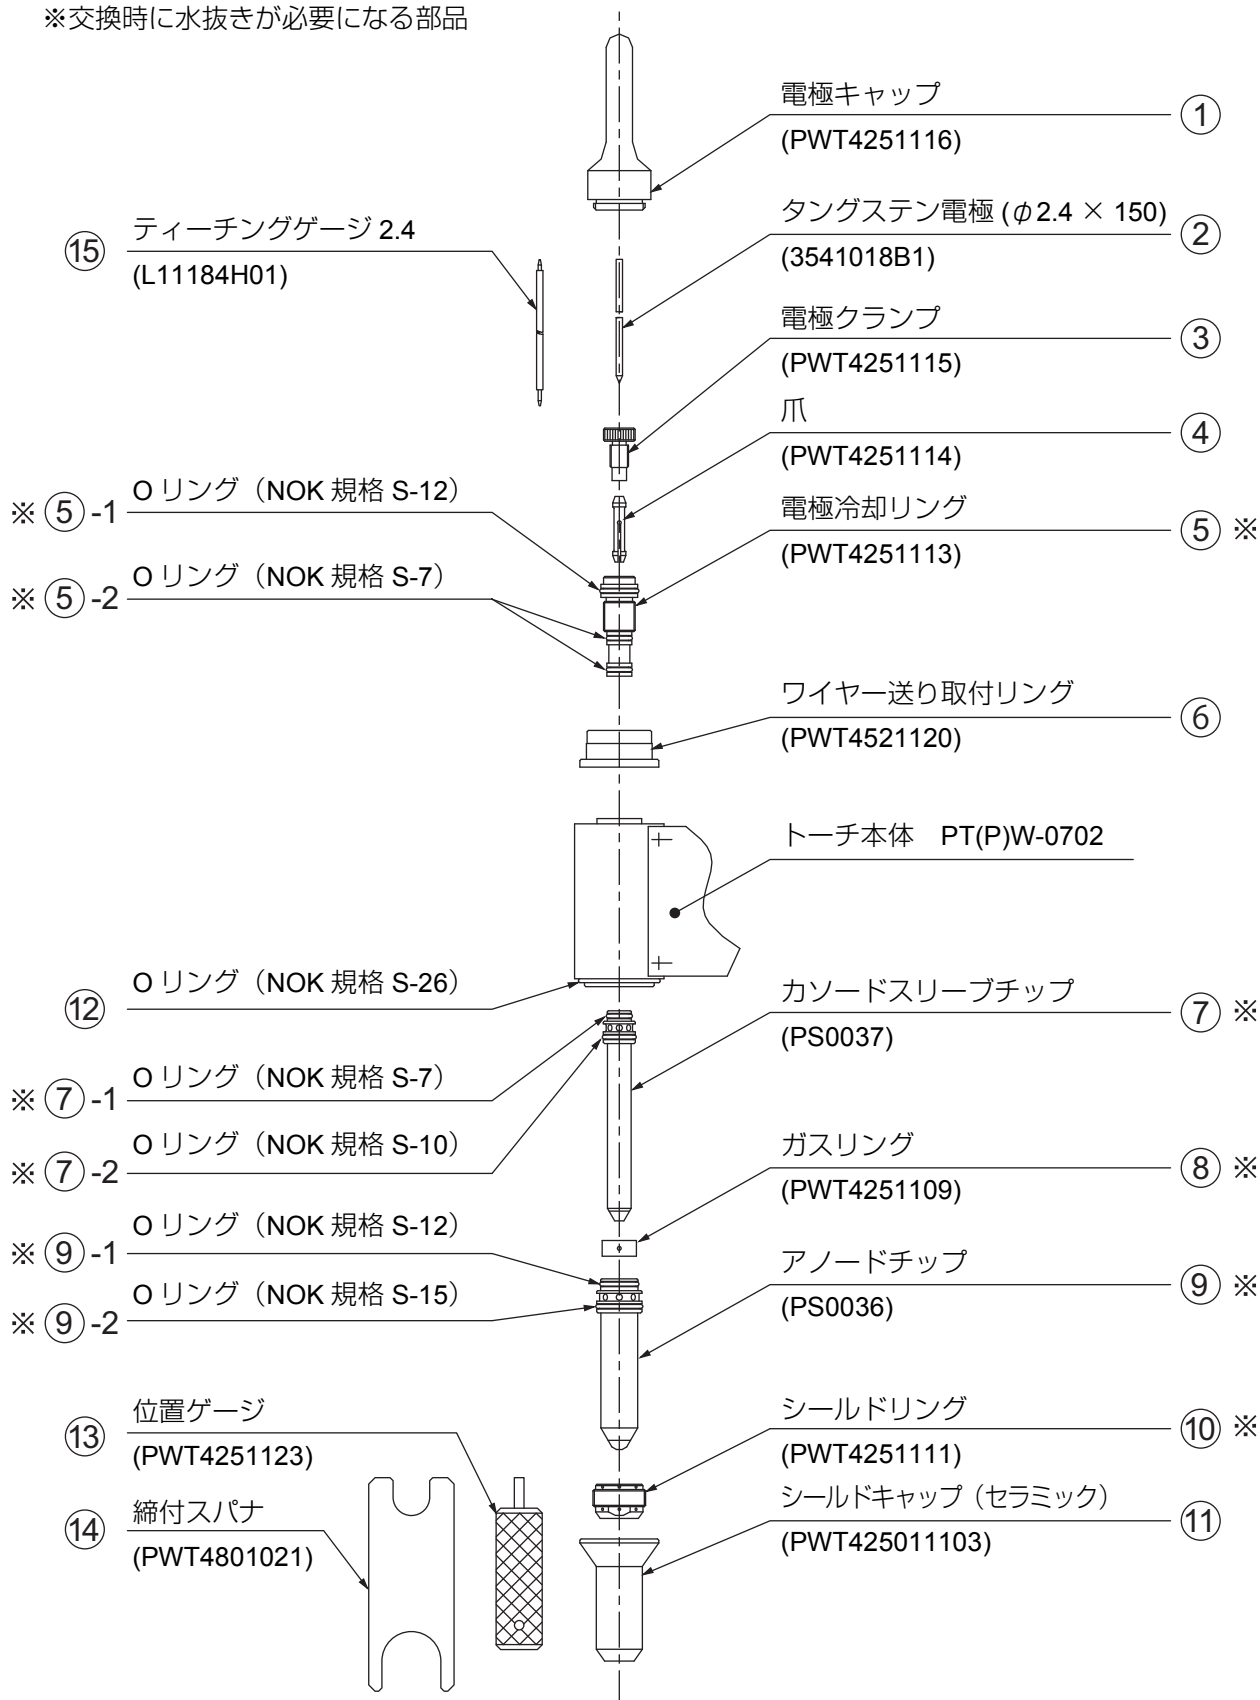 ※交換時に水抜きが必要になる部品
電極キャップ
(PWT4251116)
①
タングステン電極 (φ2.4 × 150)
(3541018B1)
②
⑮
ティーチングゲージ 2.4
(L11184H01)
電極クランプ
(PWT4251115)
③
爪
(PWT4251114)
④
※⑤-1
O リング（NOK 規格 S-12）
電極冷却リング
(PWT4251113)
⑤※
※⑤-2
O リング（NOK 規格 S-7）
ワイヤー送り取付リング
(PWT4521120)
⑥
トーチ本体　PT(P)W-0702
⑫
O リング（NOK 規格 S-26）
カソードスリーブチップ
(PS0037)
⑦※
※⑦-1
O リング（NOK 規格 S-7）
※⑦-2
O リング（NOK 規格 S-10）
ガスリング
(PWT4251109)
⑧※
※⑨-1
O リング（NOK 規格 S-12）
アノードチップ
(PS0036)
⑨※
※⑨-2
O リング（NOK 規格 S-15）
⑬
位置ゲージ
(PWT4251123)
シールドリング
(PWT4251111)
⑩※
⑭
締付スパナ
(PWT4801021)
シールドキャップ（セラミック）
(PWT425011103)
⑪